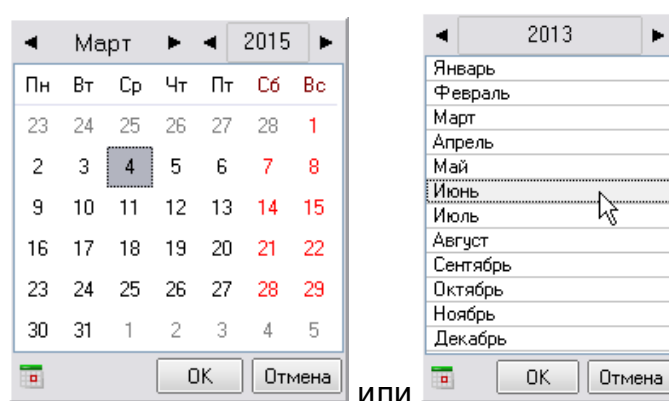 Март 2015
Пн Вт Ср Чт Пт Сб Вс
23 24 25 26 27 28 1
2 3 4 5 6 7 8
9 10 11 12 13 14 15
16 17 18 19 20 21 22
23 24 25 26 27 28 29
30 31 1 2 3 4 5
OK Отмена
или
2013
Январь
Февраль
Март
Апрель
Май
Июнь
Июль
Август
Сентябрь
Октябрь
Ноябрь
Декабрь
OK Отмена